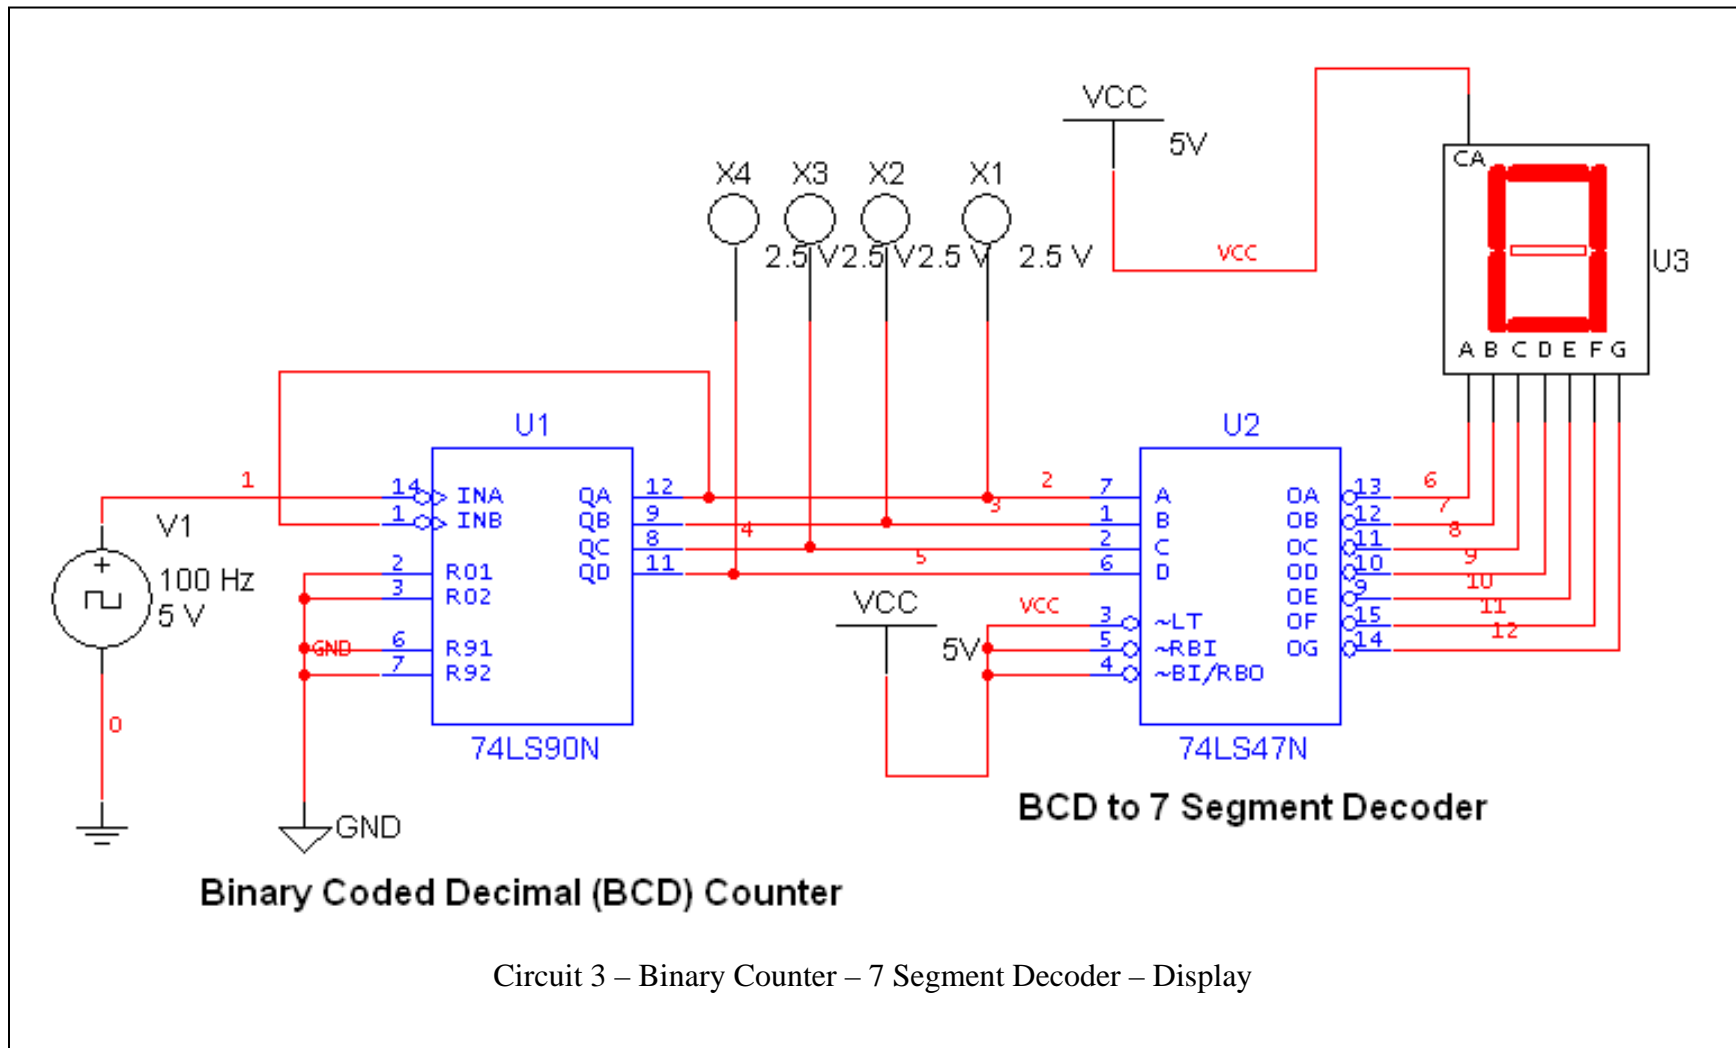 VCC
5V
CA
X4 X3 X2 X1
2.5 V 2.5 V 2.5 V 2.5 V
VCC
U3
A B C D E F G
U1
U2
1
14 INA QA 12
2
7 A OA 13
6
1 INB QB 9
3
1 B OB 12
7
V1
4
8
QC 8
2 C OC 11
100 Hz
5 V
2 R01 QD 11
5
6 D OD 10
9
3 R02
VCC
VCC
9
OE
10
3 ~LT OF 15
11
6 R91
GND
5V
5 ~RBI OG 14
12
7 R92
4 ~BI/RBO
0
74LS90N
74LS47N
BCD to 7 Segment Decoder
GND
Binary Coded Decimal (BCD) Counter
Circuit 3 – Binary Counter – 7 Segment Decoder – Display